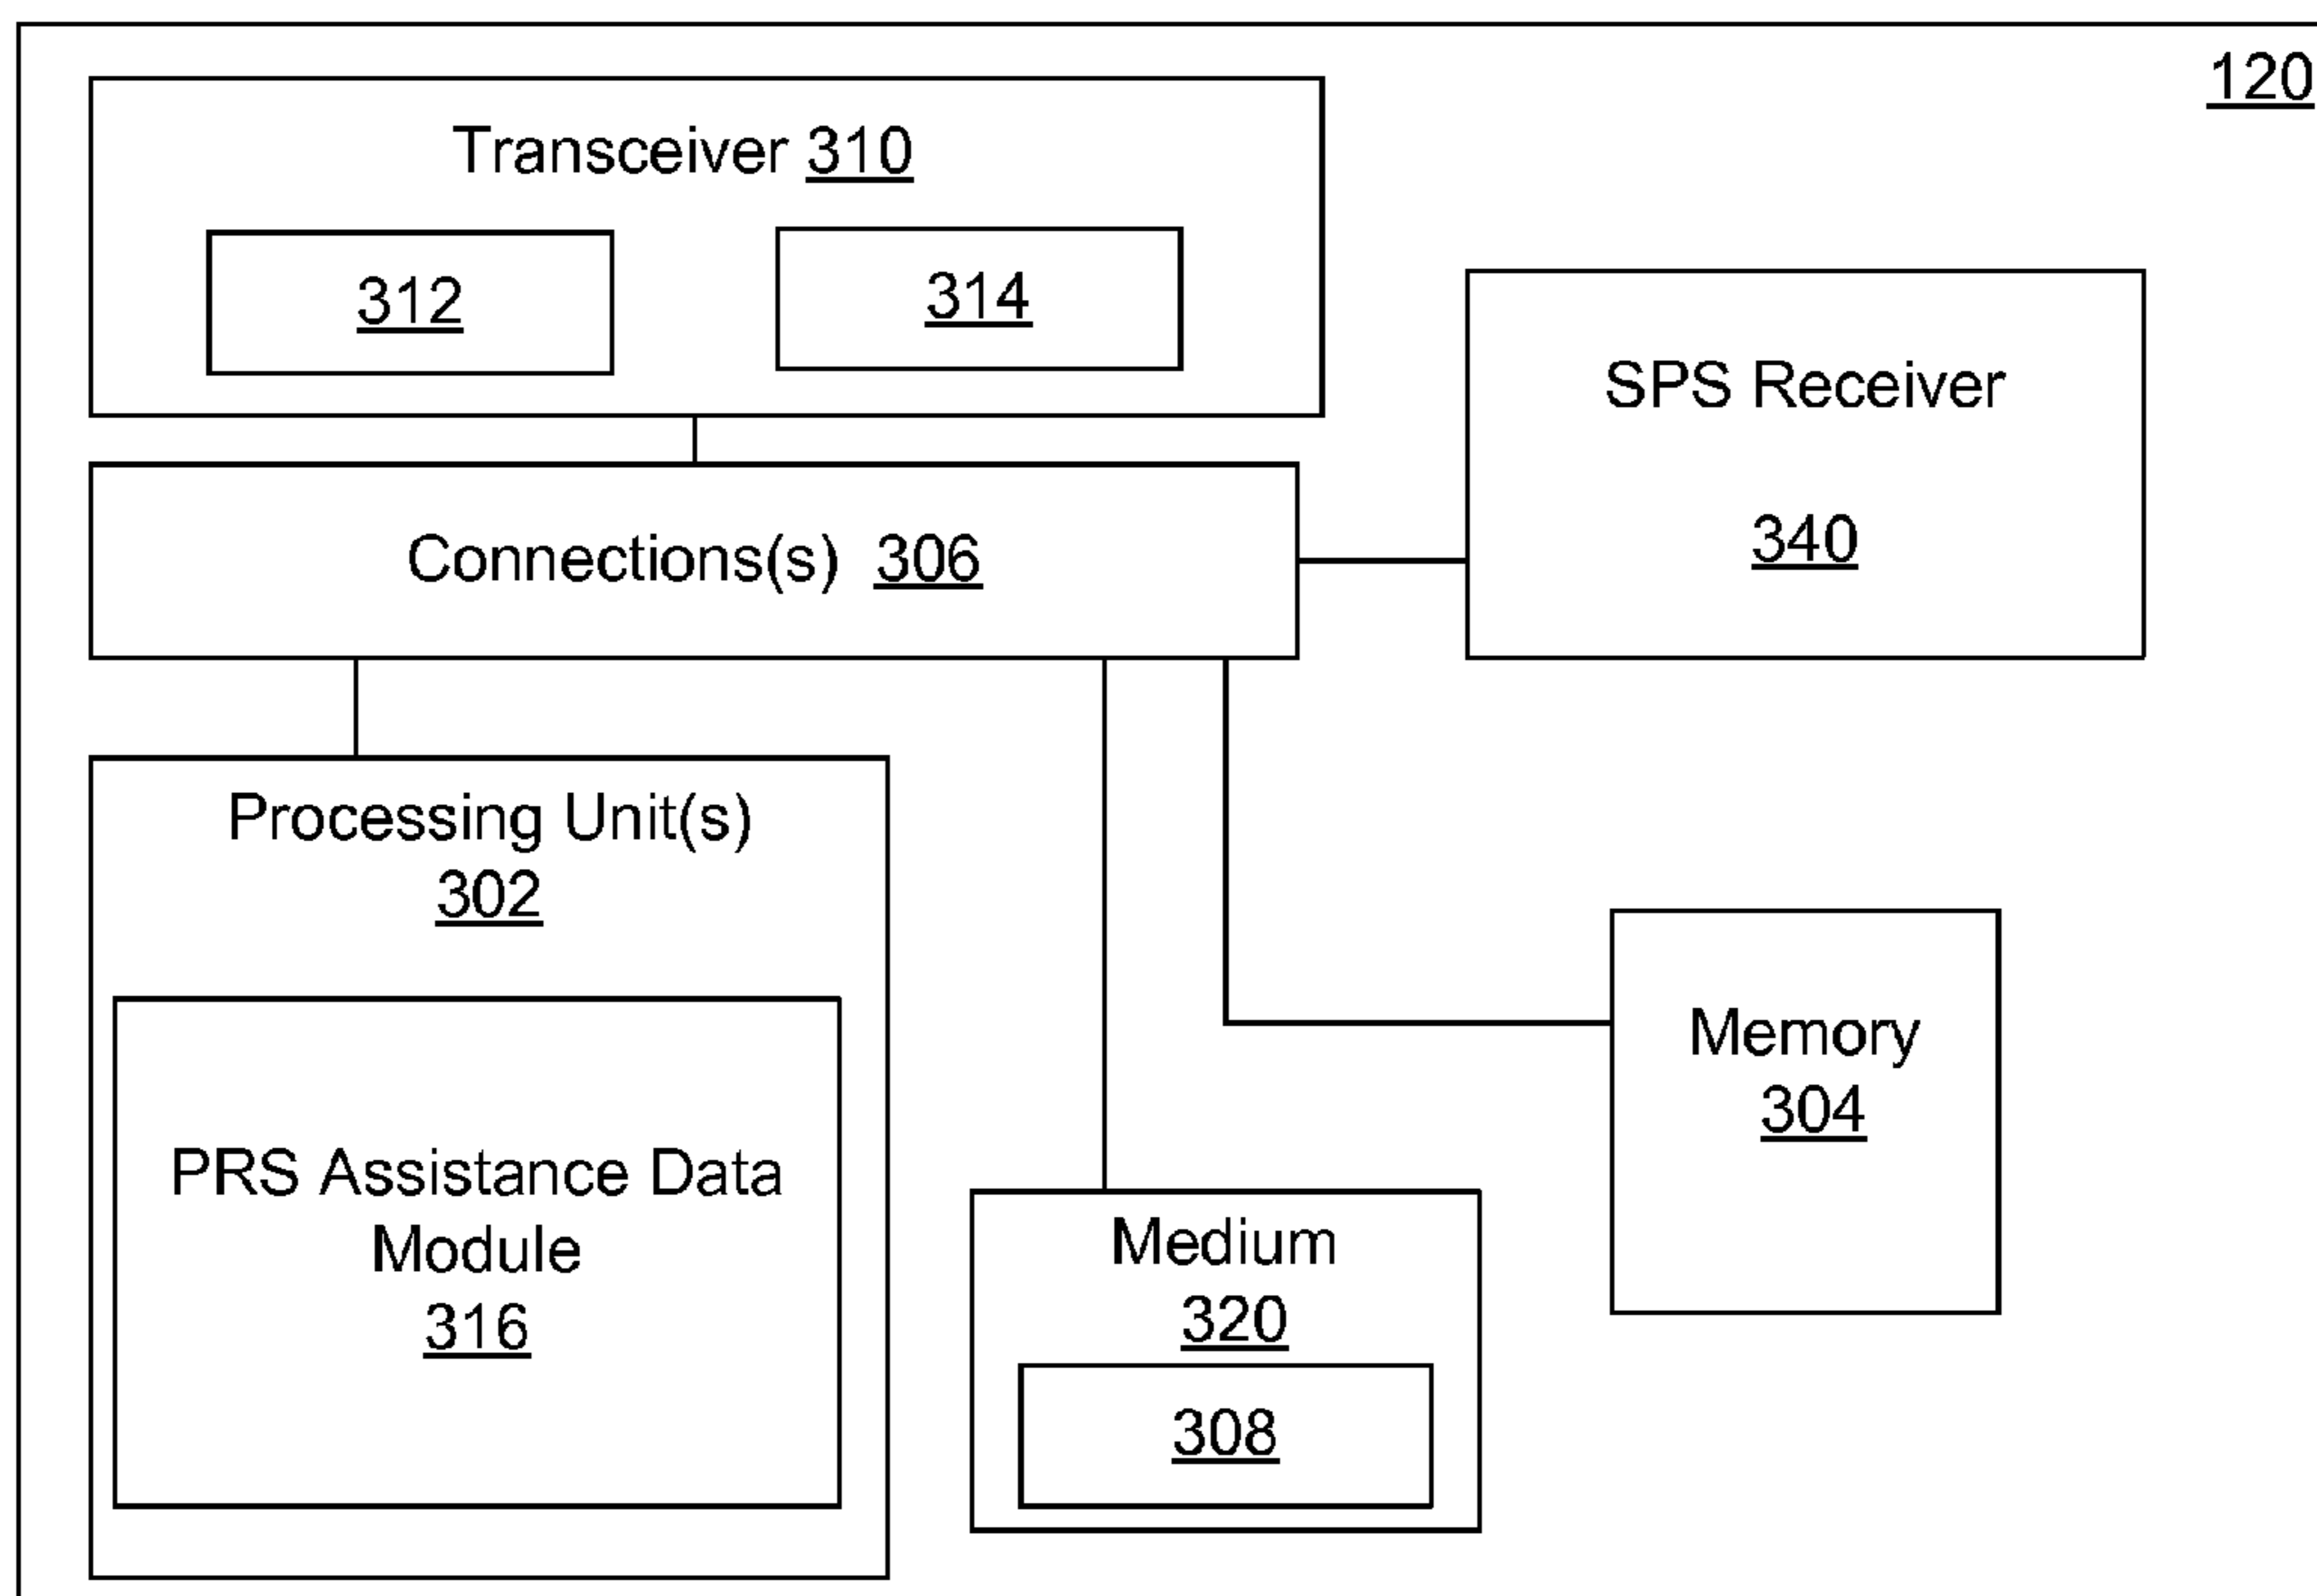 120
Transceiver 310
312
314
SPS Receiver
340
Connections(s) 306
Processing Unit(s)
302
PRS Assistance Data
Module
316
Medium
320
308
Memory
304